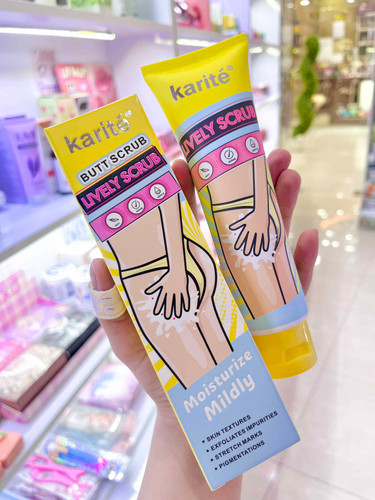 karité
BUTT SCRUB
LIVELY SCRUB
Moisturize
Mildly
• SKIN TEXTURES
• EXFOLIATES IMPURITIES
• STRETCH MARKS
• PIGMENTATIONS
karité
LIVELY SCRUB